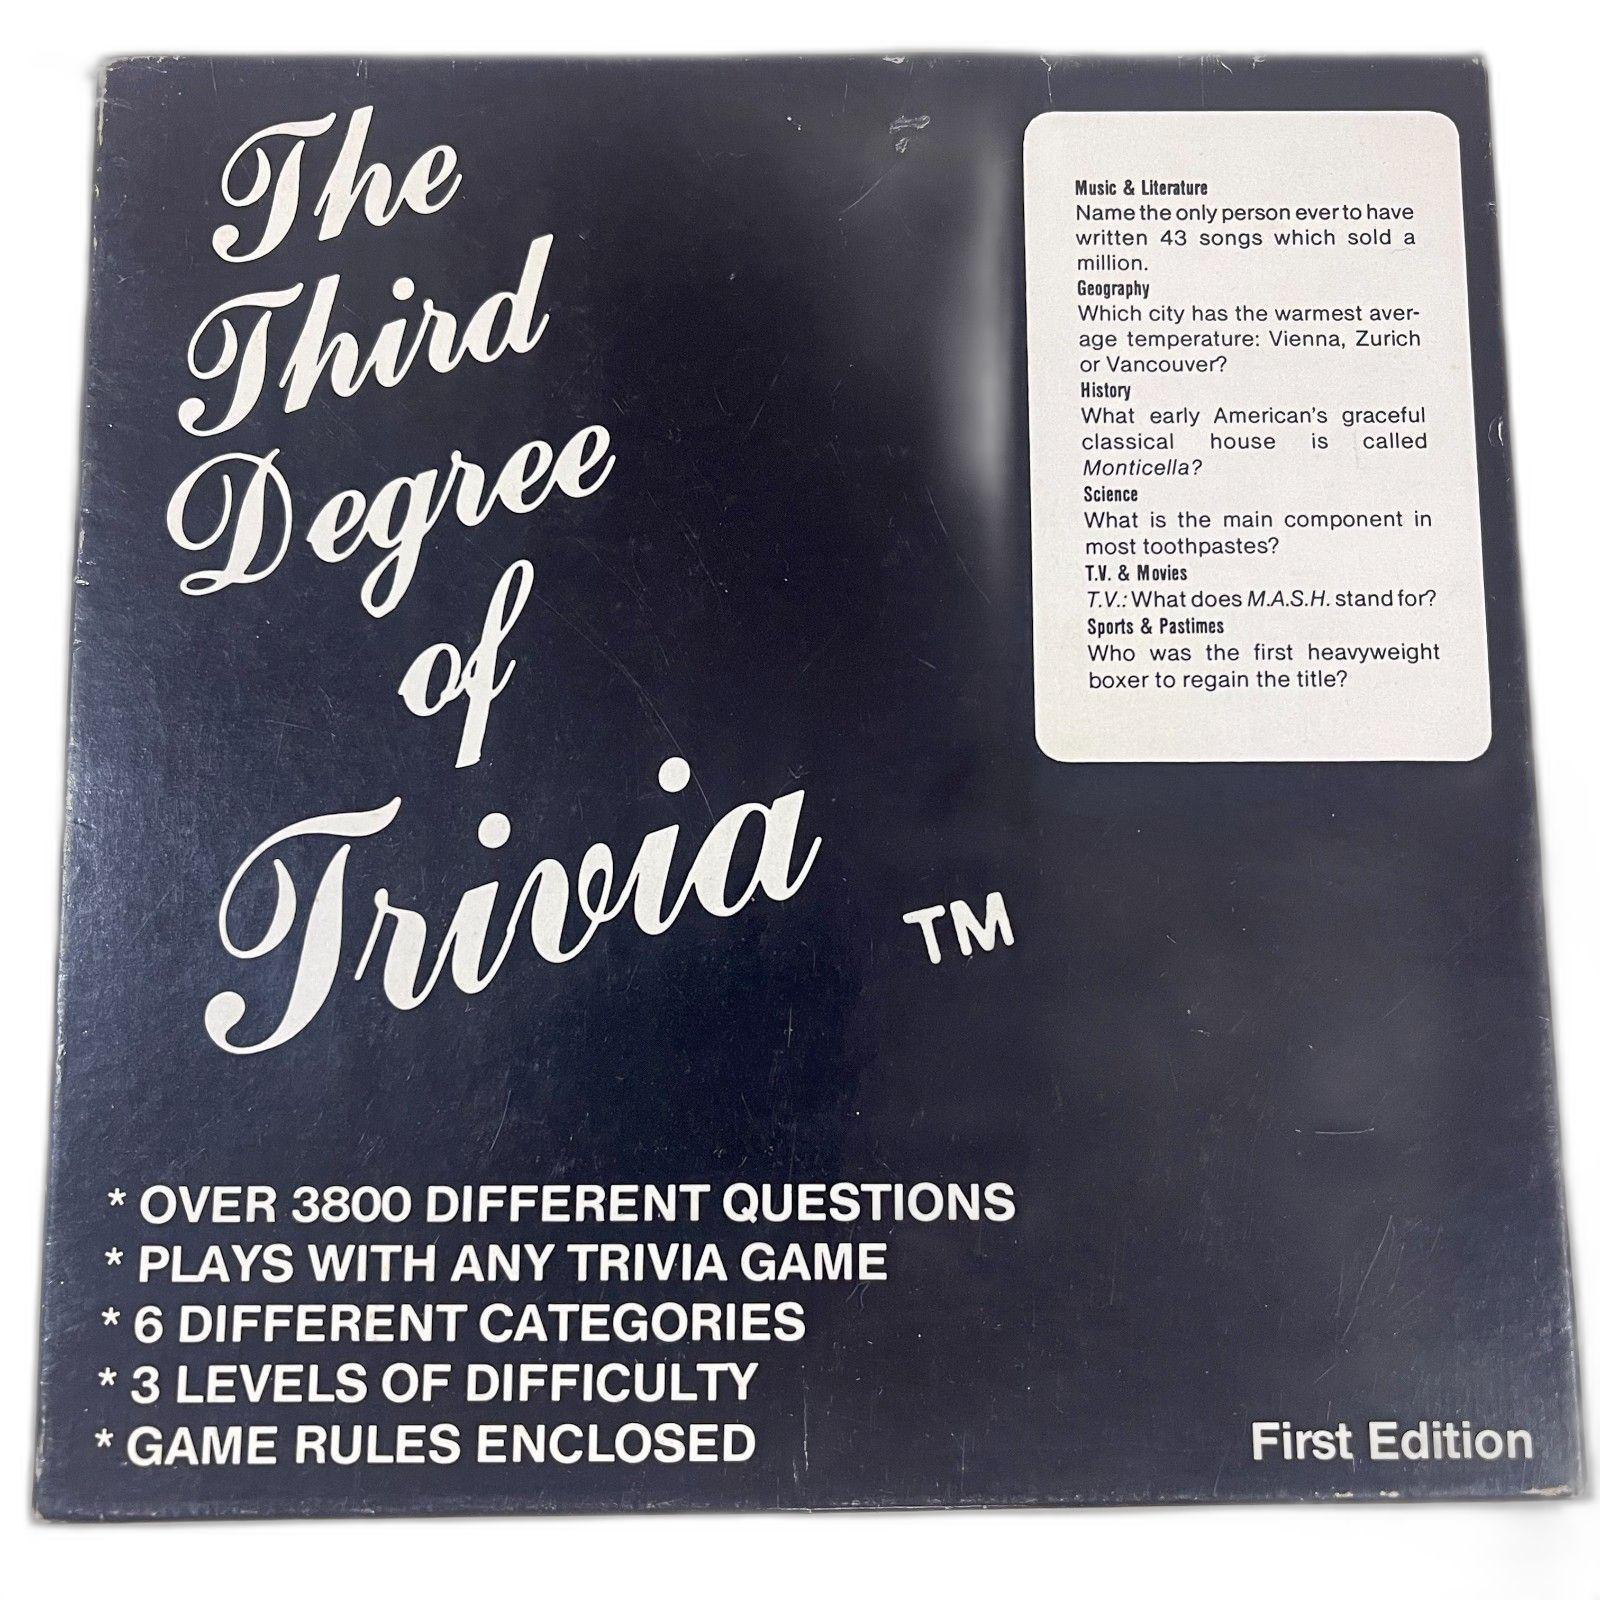 The
Third
Degree
of
Trivia
TM
Music & Literature
Name the only person ever to have
written 43 songs which sold a
million.
Geography
Which city has the warmest aver-
age temperature: Vienna, Zurich
or Vancouver?
History
What early American's graceful
classical house is called
Monticella?
Science
What is the main component in
most toothpastes?
T.V. & Movies
T.V.: What does M.A.S.H. stand for?
Sports & Pastimes
Who was the first heavyweight
boxer to regain the title?
* OVER 3800 DIFFERENT QUESTIONS
* PLAYS WITH ANY TRIVIA GAME
* 6 DIFFERENT CATEGORIES
* 3 LEVELS OF DIFFICULTY
* GAME RULES ENCLOSED
First Edition